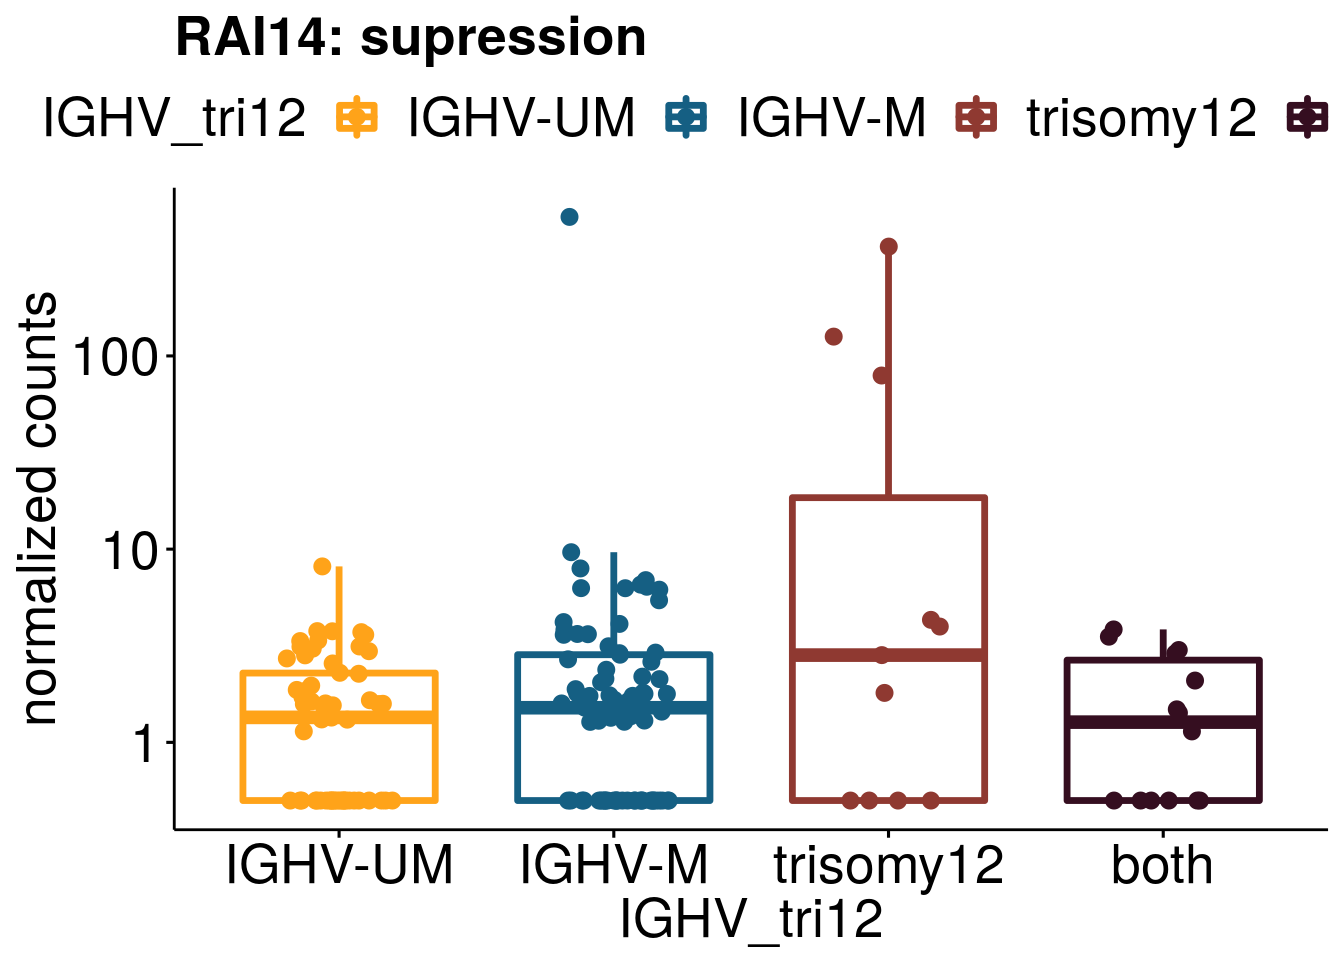 RAI14: supression
IGHV_tri12 IGHV-UM IGHV-M trisomy12
normalized counts
100
10
1
IGHV-UM IGHV-M trisomy12 both
IGHV_tri12